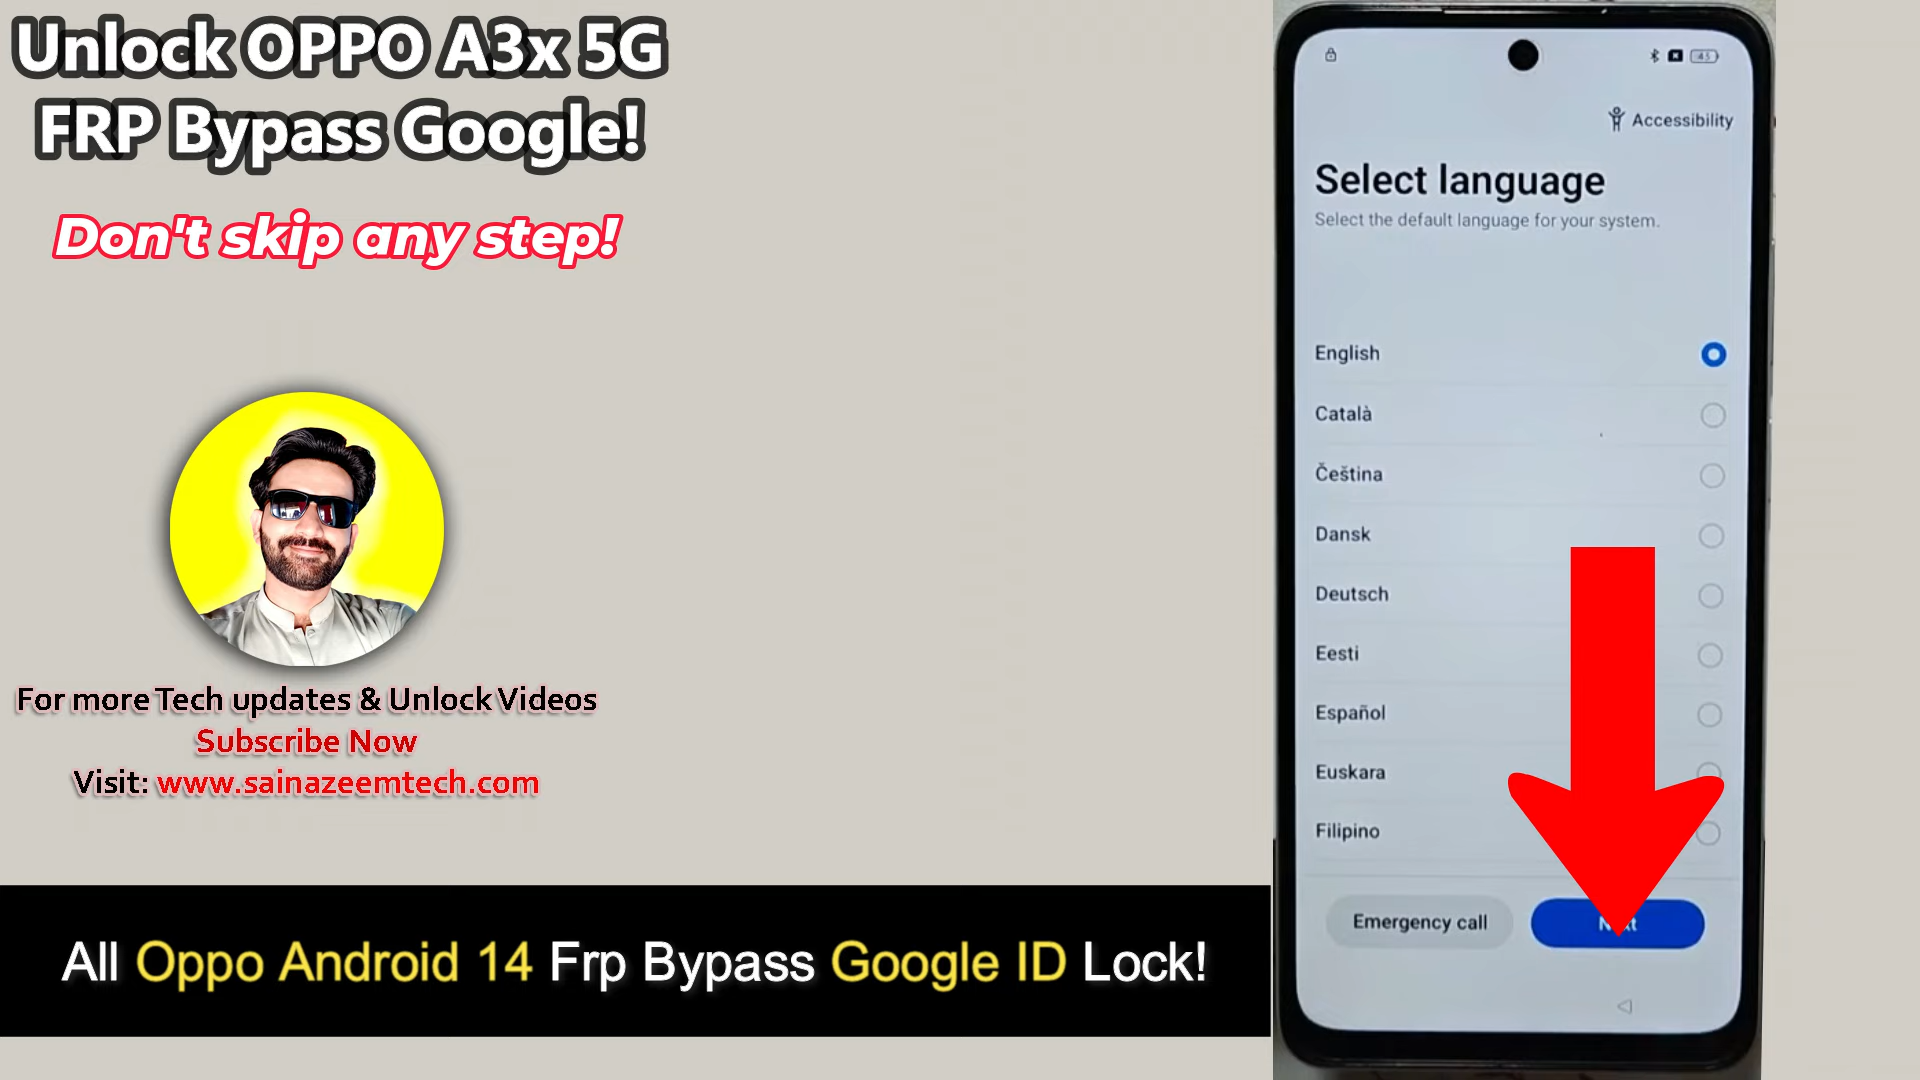 Unlock OPPO A3x 5G
FRP Bypass Google!
Don't skip any step!
For more Tech updates & Unlock Videos
Subscribe Now
Visit: www.sainazeemtech.com
All Oppo Android 14 Frp Bypass Google ID Lock!
45
Accessibility
Select language
Select the default language for your system.
English
Català
Čeština
Dansk
Deutsch
Eesti
Español
Euskara
Filipino
Emergency call